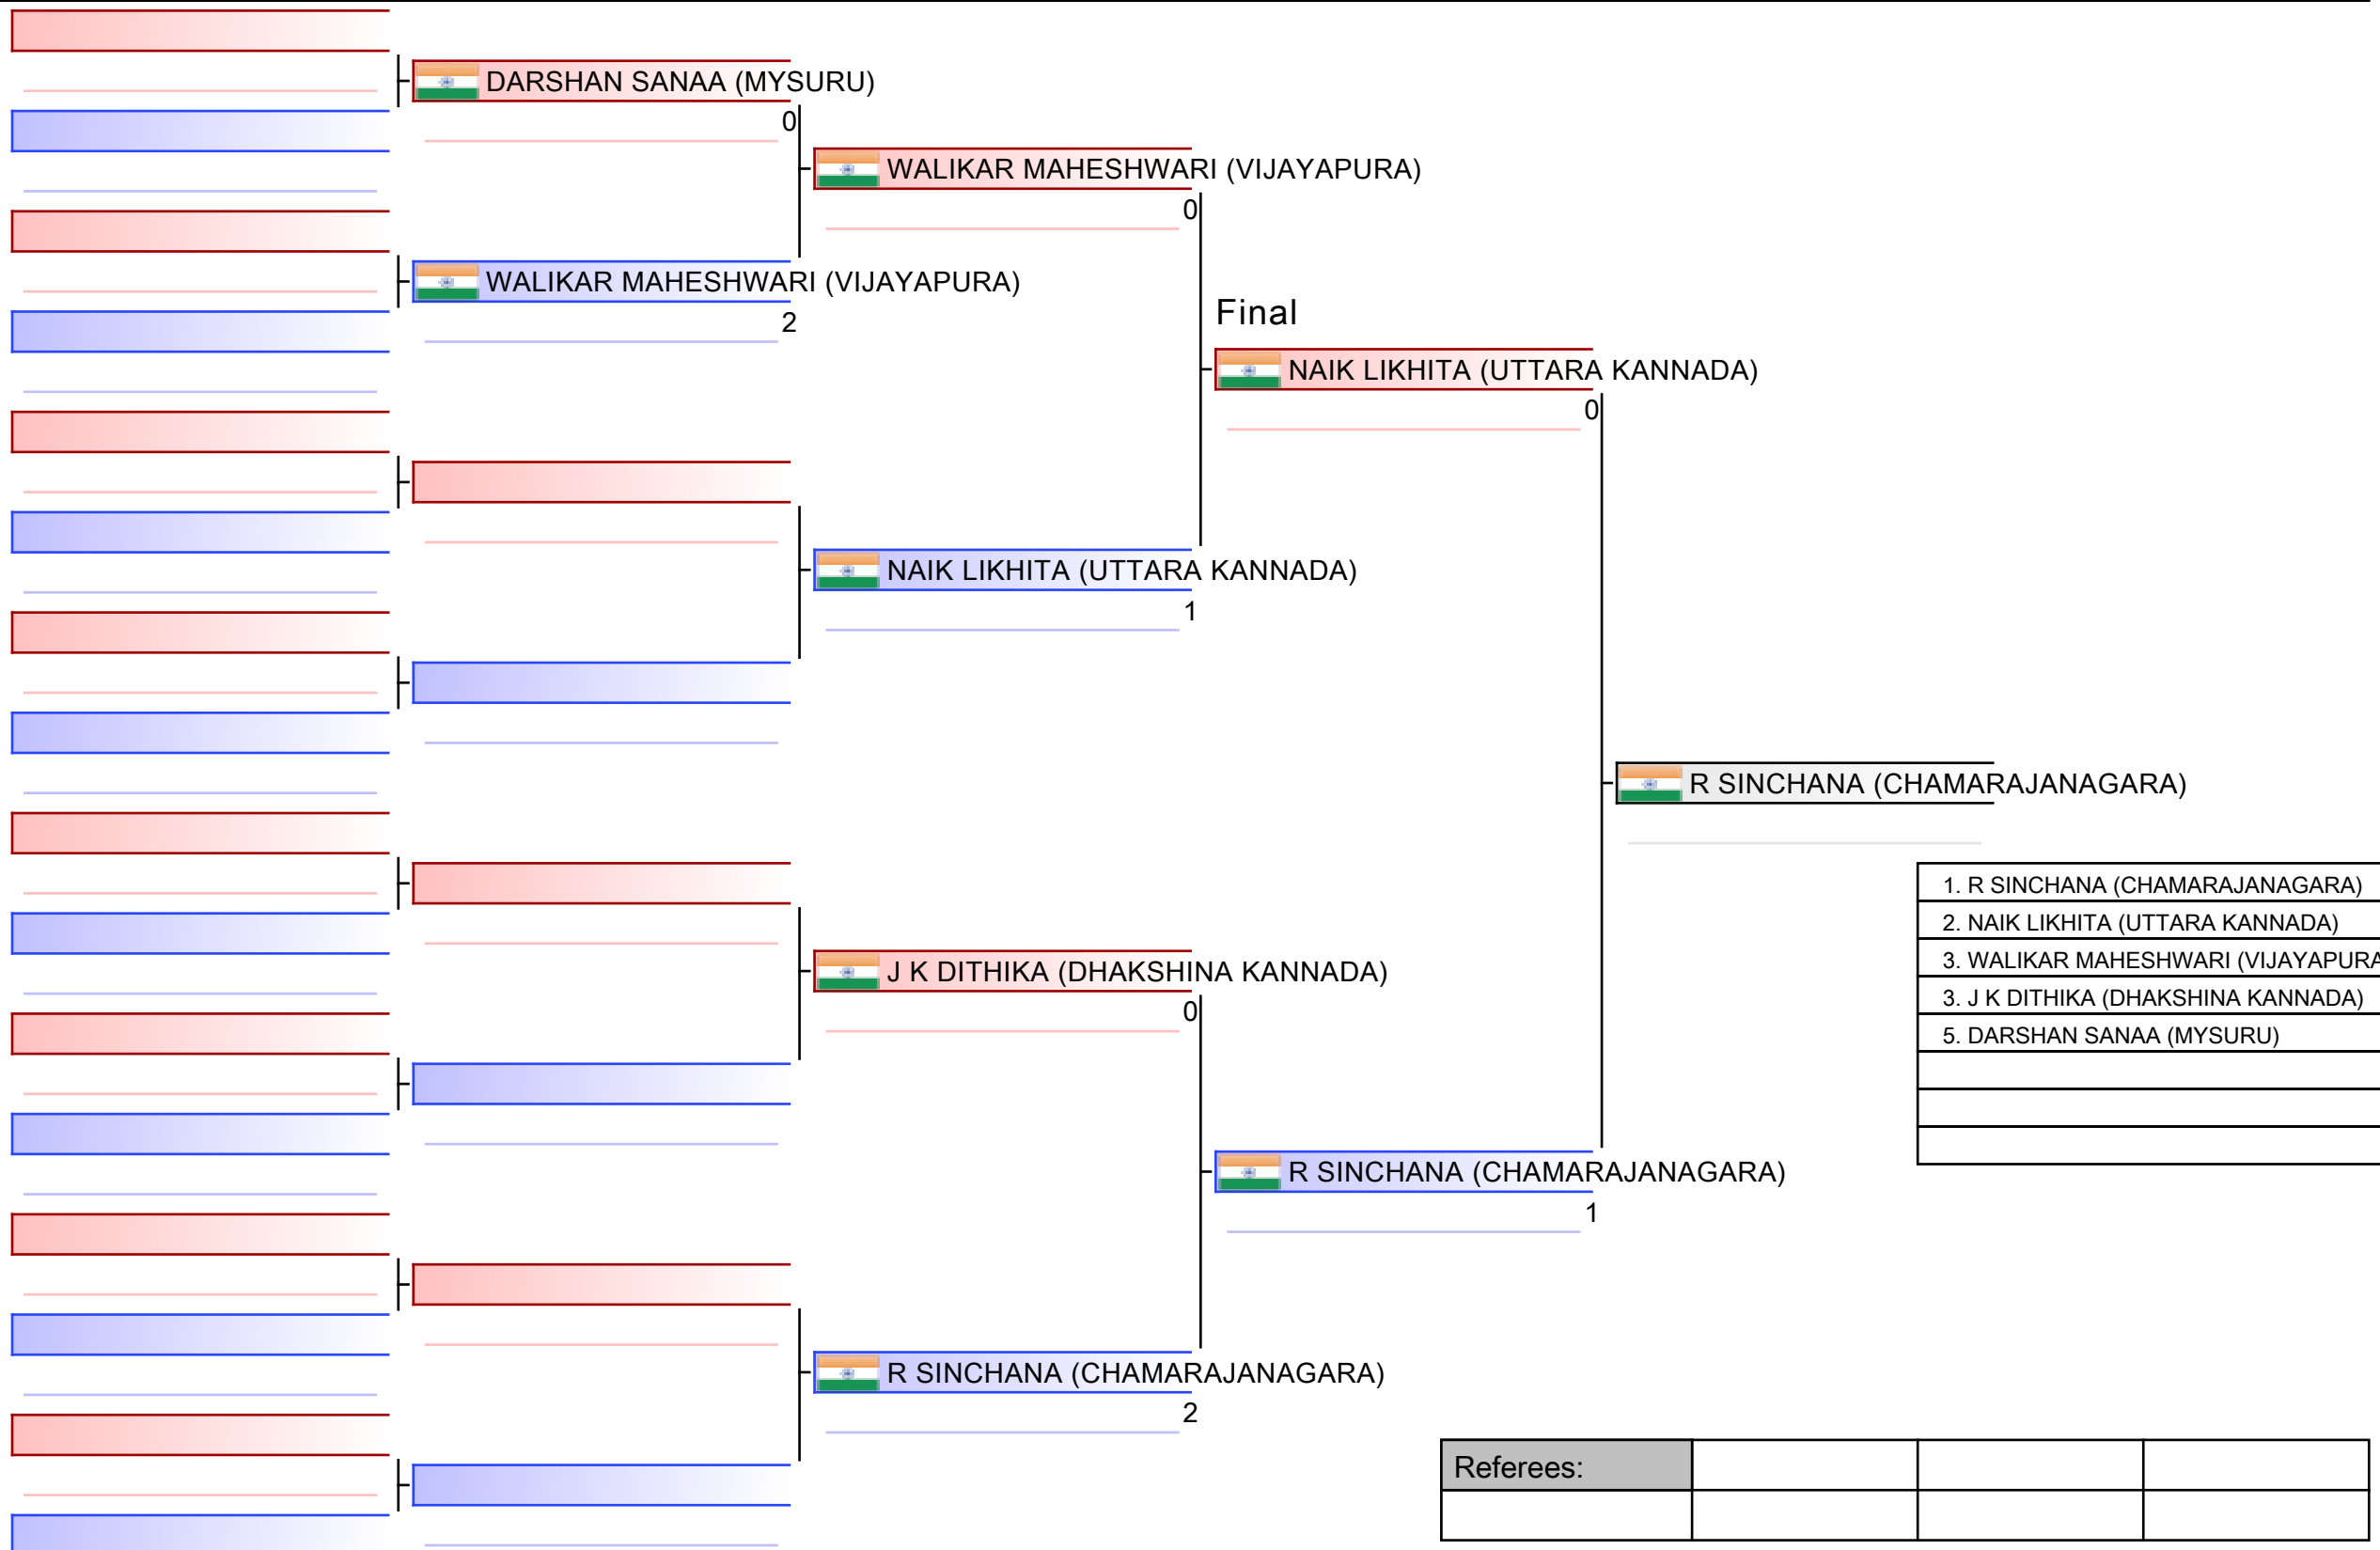 DARSHAN SANAA (MYSURU)
0
WALIKAR MAHESHWARI (VIJAYAPURA)
0
WALIKAR MAHESHWARI (VIJAYAPURA)
2
Final
NAIK LIKHITA (UTTARA KANNADA)
0
NAIK LIKHITA (UTTARA KANNADA)
1
R SINCHANA (CHAMARAJANAGARA)
1. R SINCHANA (CHAMARAJANAGARA)
2. NAIK LIKHITA (UTTARA KANNADA)
3. WALIKAR MAHESHWARI (VIJAYAPURA
3. J K DITHIKA (DHAKSHINA KANNADA)
5. DARSHAN SANAA (MYSURU)
J K DITHIKA (DHAKSHINA KANNADA)
0
R SINCHANA (CHAMARAJANAGARA)
1
R SINCHANA (CHAMARAJANAGARA)
2
Referees: